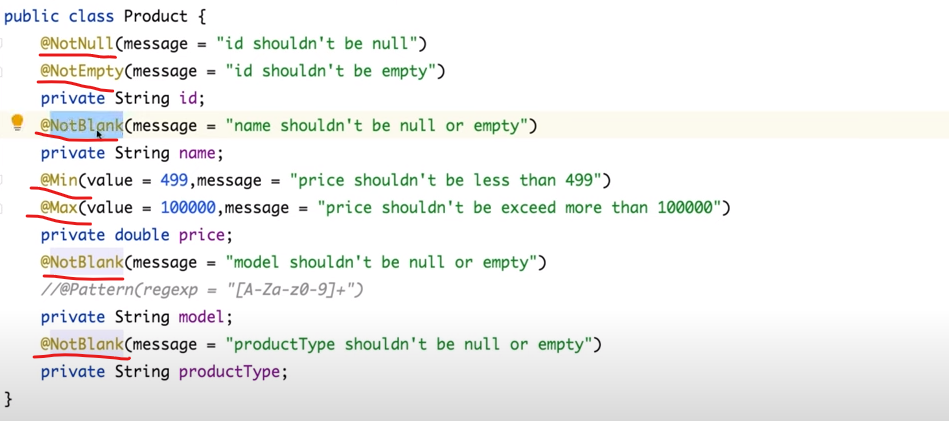 public class Product {
@NotNull(message = "id shouldn't be null")
@NotEmpty(message = "id shouldn't be empty")
private String id;
@NotBlank(message = "name shouldn't be null or empty")
private String name;
@Min(value = 499,message = "price shouldn't be less than 499")
@Max(value = 100000,message = "price shouldn't be exceed more than 100000")
private double price;
@NotBlank(message = "model shouldn't be null or empty")
//@Pattern(regexp = "[A-Za-z0-9]+")
private String model;
@NotBlank(message = "productType shouldn't be null or empty")
private String productType;
}